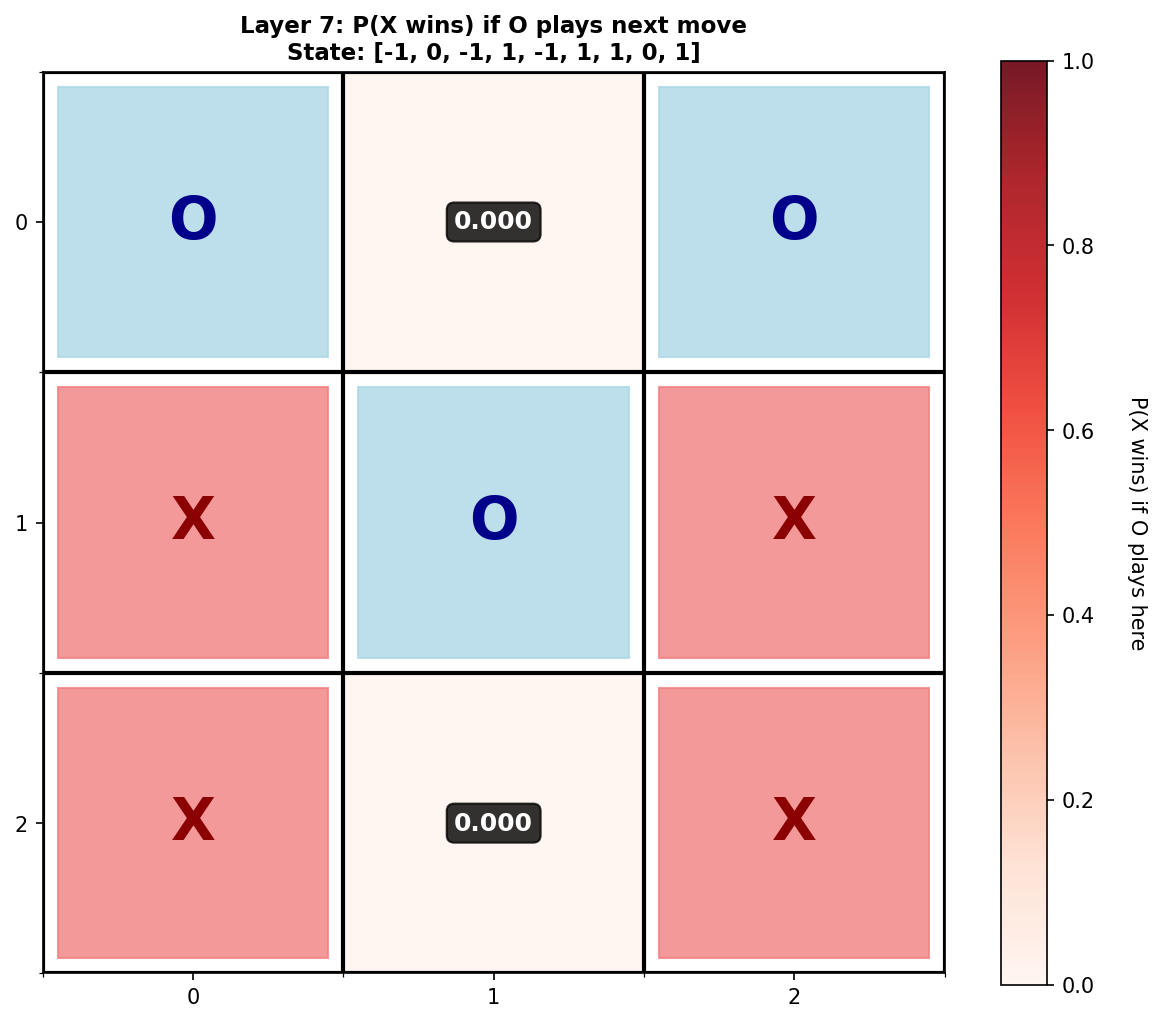 Layer 7: P(X wins) if O plays next move
State: [-1, 0, -1, 1, -1, 1, 1, 0, 1]
0
O
0.000
O
1
X
O
X
2
X
0.000
X
0
1
2
1.0
0.8
0.6
0.4
0.2
0.0
P(X wins) if O plays here